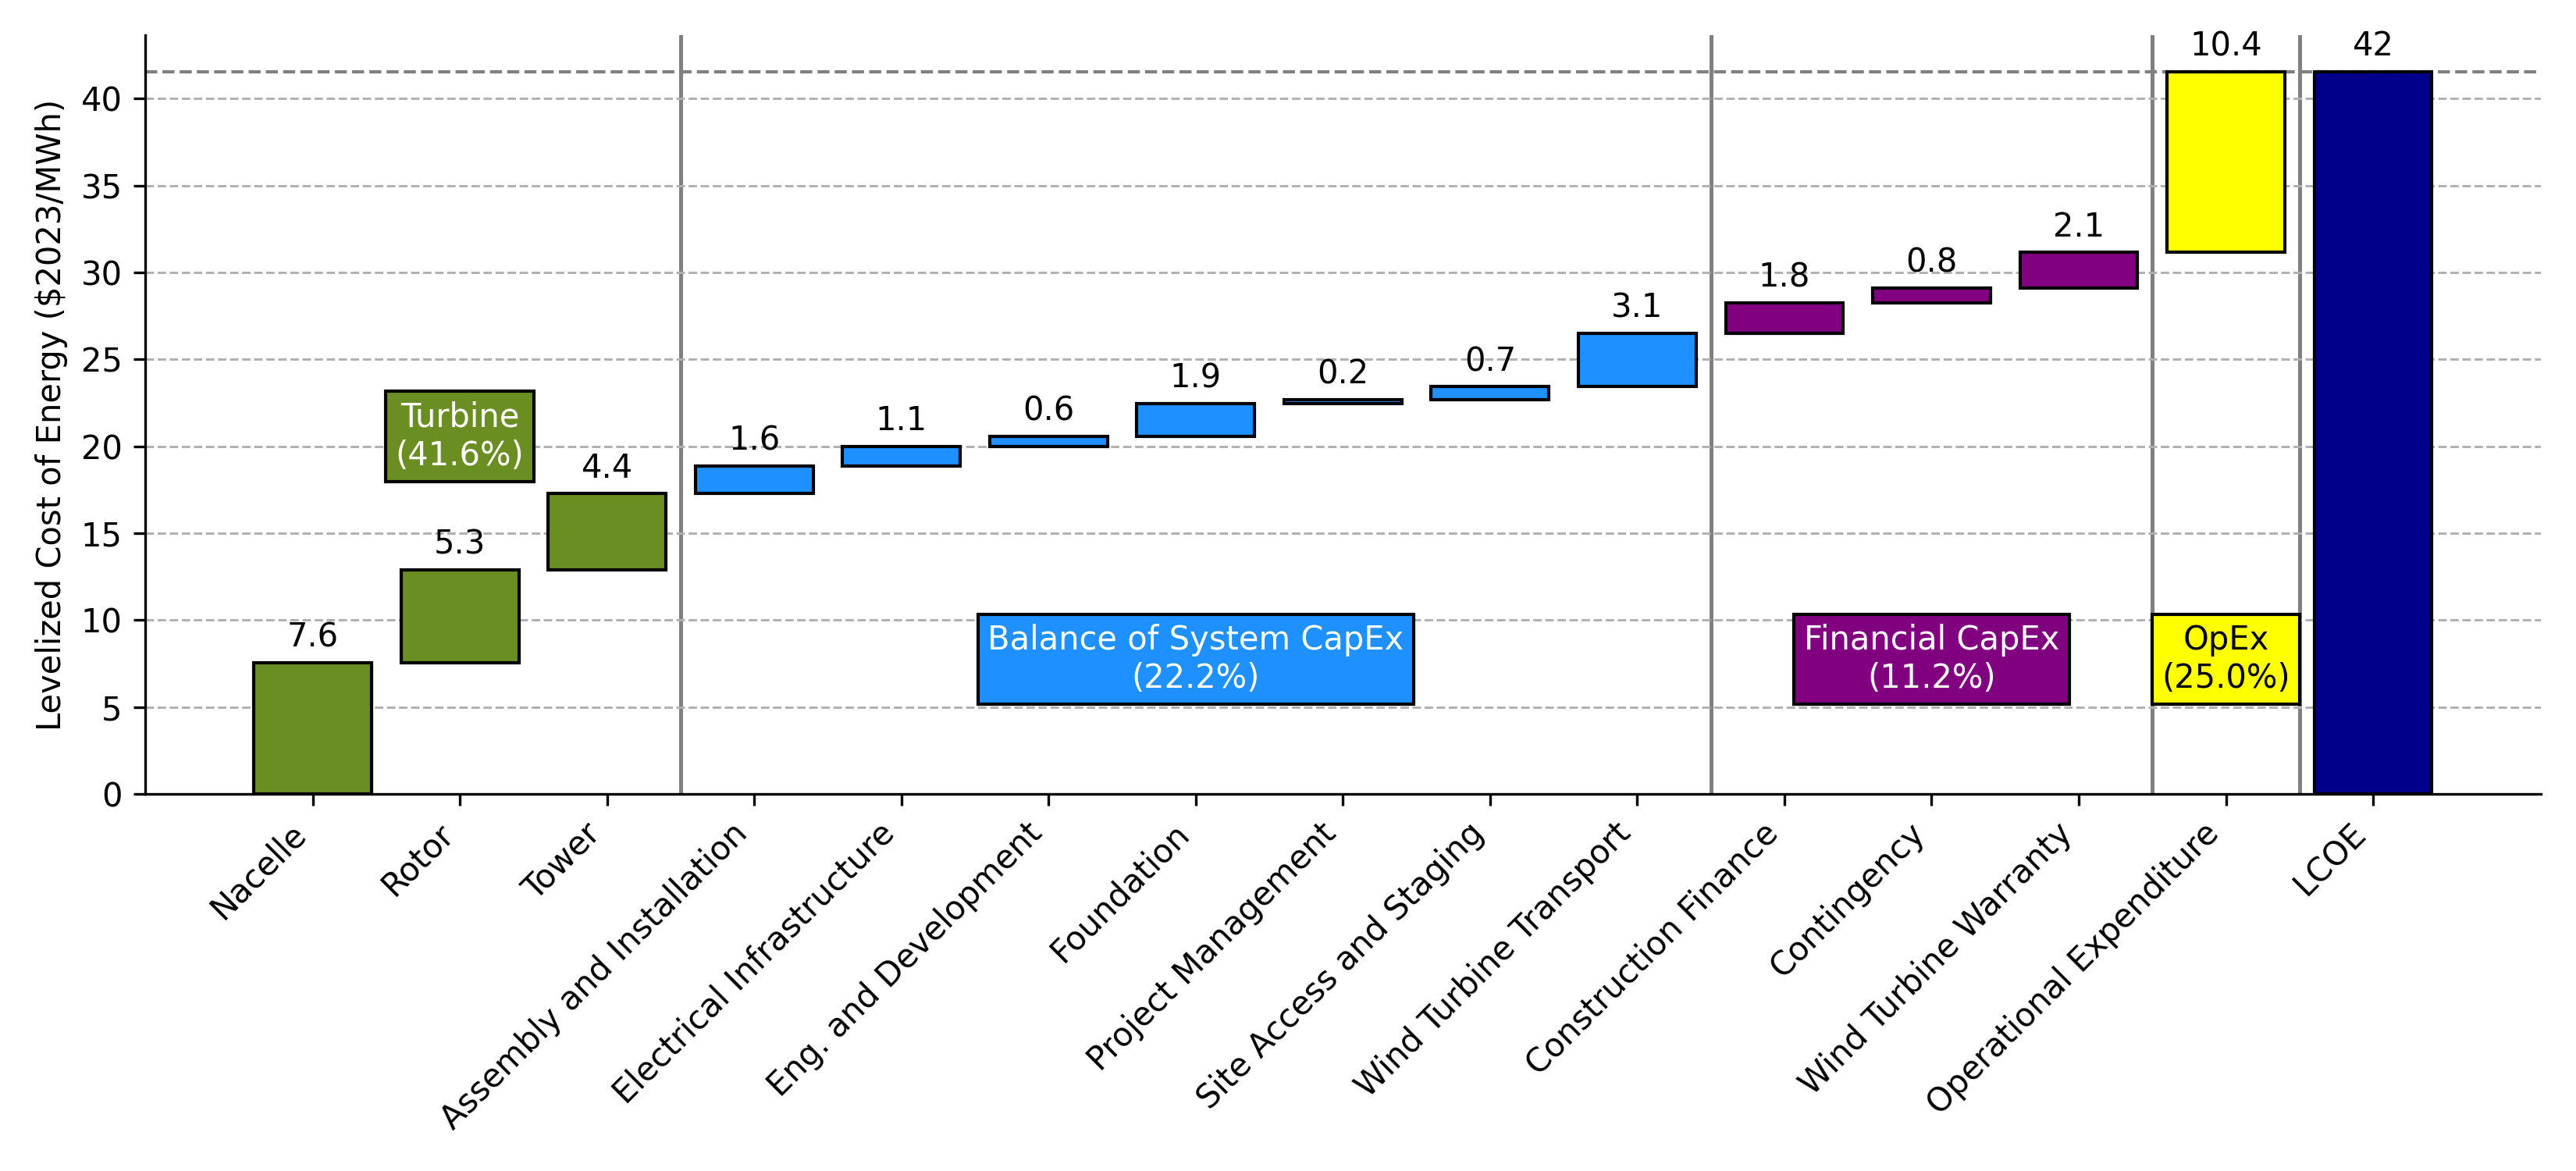 Levelized Cost of Energy ($2023/MWh)
40
35
30
25
20
15
10
5
0
7.6
5.3
4.4
1.6
1.1
0.6
1.9
0.2
0.7
3.1
1.8
0.8
2.1
10.4
42
Turbine
(41.6%)
Balance of System CapEx
(22.2%)
Financial CapEx
(11.2%)
OpEx
(25.0%)
Nacelle
Rotor
Tower
Assembly and Installation
Electrical Infrastructure
Eng. and Development
Foundation
Project Management
Site Access and Staging
Wind Turbine Transport
Construction Finance
Contingency
Wind Turbine Warranty
Operational Expenditure
LCOE